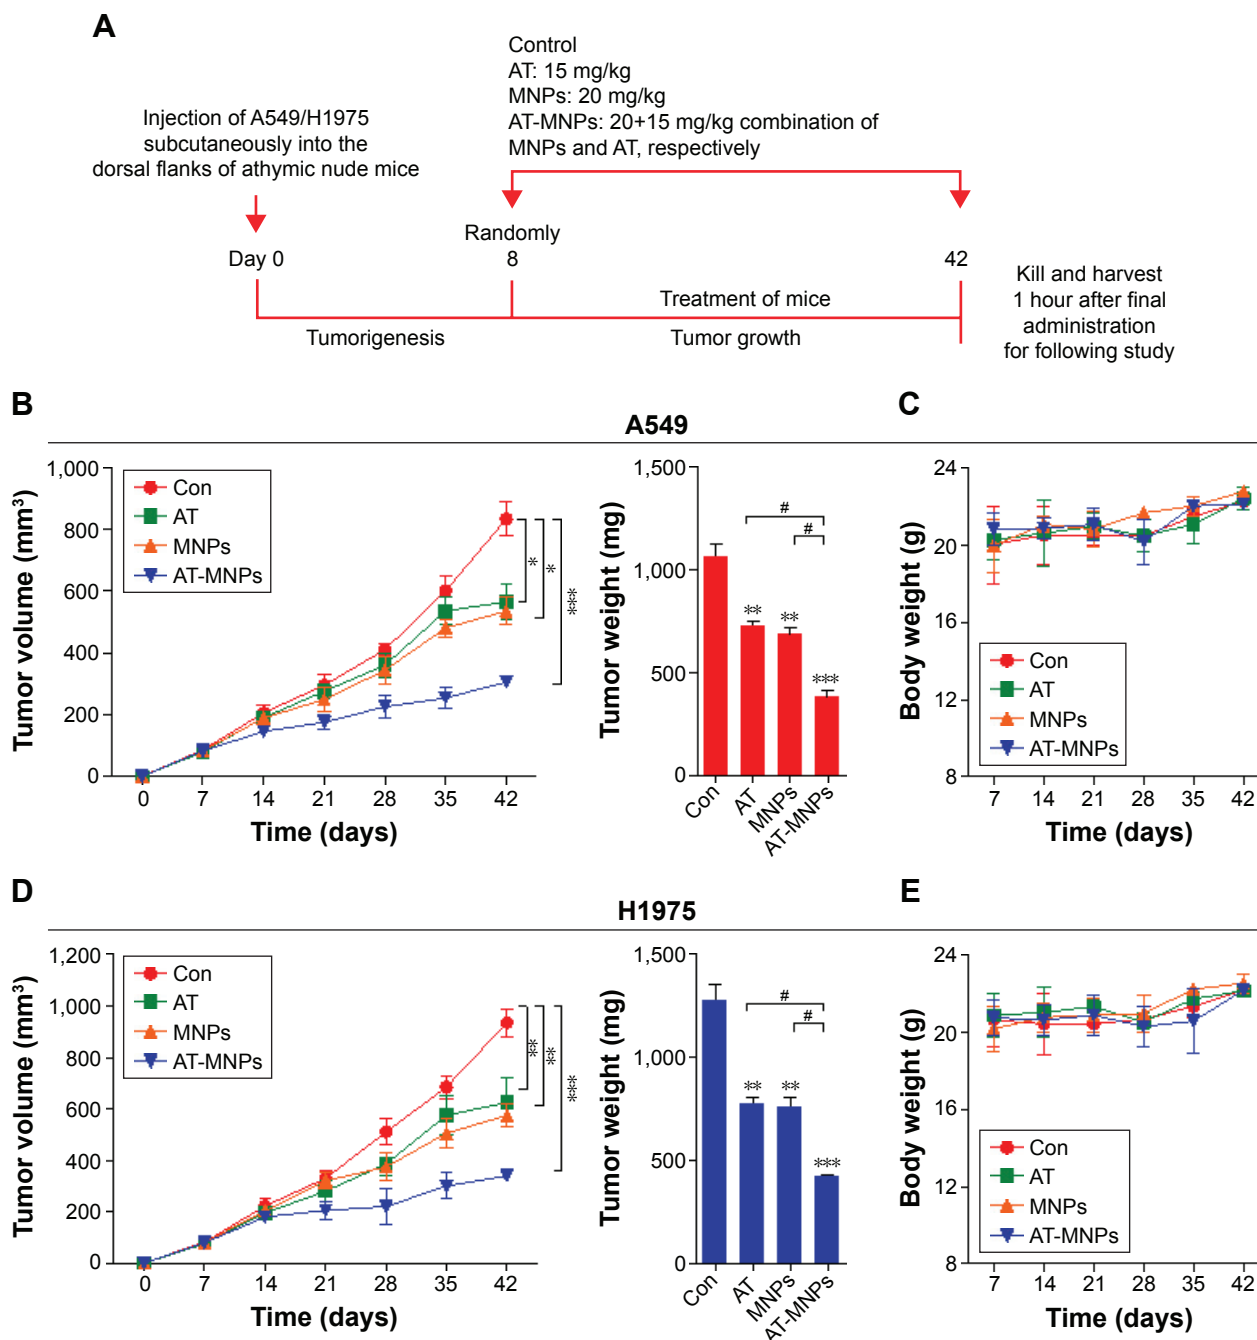 A
Control
AT: 15 mg/kg
MNPs: 20 mg/kg
AT-MNPs: 20+15 mg/kg combination of
MNPs and AT, respectively
Injection of A549/H1975
subcutaneously into the
dorsal flanks of athymic nude mice
Randomly
Day 0
8
42
Kill and harvest
1 hour after final
administration
for following study
Treatment of mice
Tumorigenesis
Tumor growth
B
C
A549
Tumor volume (mm³)
1,000
800
600
400
200
0
Con
AT
MNPs
AT-MNPs
*
*
***
0 7 14 21 28 35 42
Time (days)
Tumor weight (mg)
1,500
1,000
500
0
#
#
**
**
***
Con
AT
MNPs
AT-MNPs
Body weight (g)
24
20
16
12
8
Con
AT
MNPs
AT-MNPs
7 14 21 28 35 42
Time (days)
D
E
H1975
Tumor volume (mm³)
1,200
1,000
800
600
400
200
0
Con
AT
MNPs
AT-MNPs
**
**
***
0 7 14 21 28 35 42
Time (days)
Tumor weight (mg)
1,500
1,000
500
0
#
#
**
**
***
Con
AT
MNPs
AT-MNPs
Body weight (g)
24
20
16
12
8
Con
AT
MNPs
AT-MNPs
7 14 21 28 35 42
Time (days)